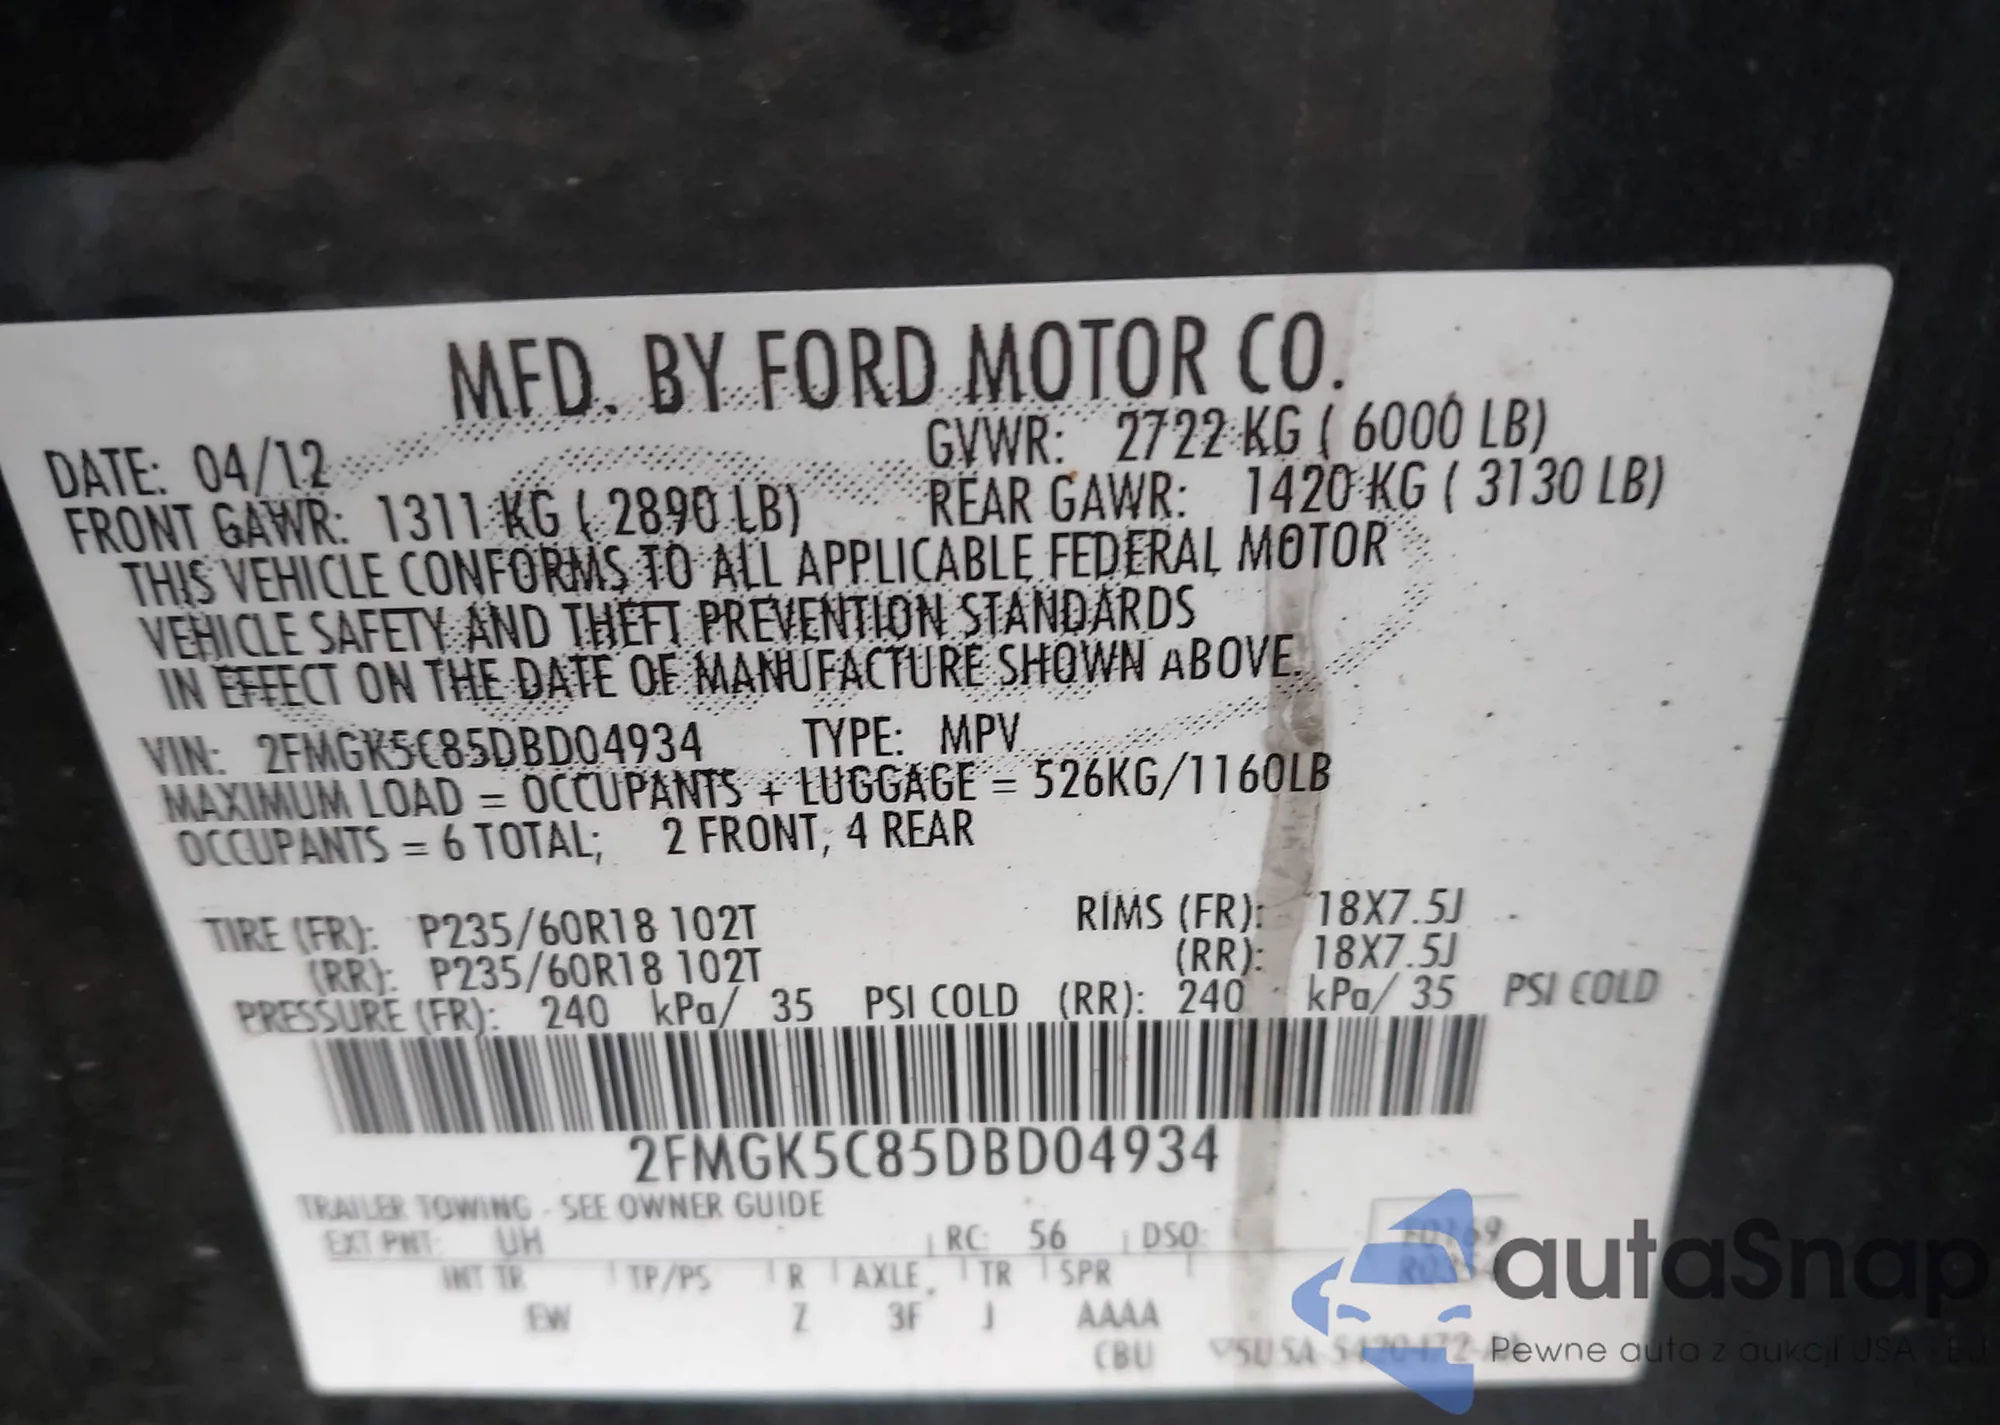 MFD. BY FORD MOTOR CO.
DATE: 04/12 GVWR: 2722 KG ( 6000 LB)
FRONT GAWR: 1311 KG ( 2890 LB) REAR GAWR: 1420 KG ( 3130 LB)
THIS VEHICLE CONFORMS TO ALL APPLICABLE FEDERAL MOTOR
VEHICLE SAFETY AND THEFT PREVENTION STANDARDS
IN EFFECT ON THE DATE OF MANUFACTURE SHOWN ABOVE.
VIN: 2FMGK5C85DBD04934 TYPE: MPV
MAXIMUM LOAD = OCCUPANTS + LUGGAGE = 526KG/1160LB
OCCUPANTS = 6 TOTAL; 2 FRONT, 4 REAR
TIRE (FR): P235/60R18 102T RIMS (FR): 18X7.5J
(RR): P235/60R18 102T (RR): 18X7.5J
PRESSURE (FR): 240 kPa/ 35 PSI COLD (RR): 240 kPa/ 35 PSI COLD
2FMGK5C85DBD04934
TRAILER TOWING - SEE OWNER GUIDE
EXT PNT: UH RC: 56 DSO:
INT TR TP/PS R AXLE TR SPR
EW Z 3F J AAAA
CBU
autaSnap
Pewne auta z aukcji USA